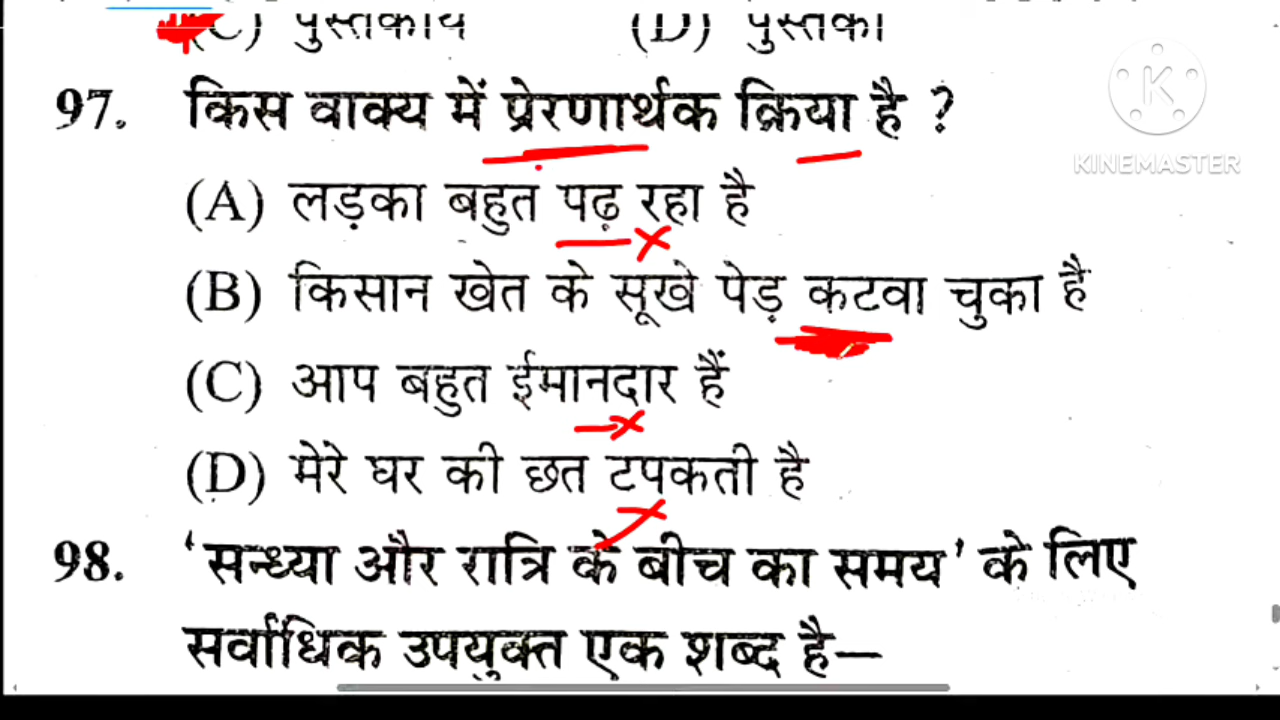 (C) पुस्तकीय (D) पुस्तकी
97. किस वाक्य में प्रेरणार्थक क्रिया है ?
(A) लड़का बहुत पढ़ रहा है
(B) किसान खेत के सूखे पेड़ कटवा चुका है
(C) आप बहुत ईमानदार हैं
(D) मेरे घर की छत टपकती है
98. 'सन्ध्या और रात्रि के बीच का समय' के लिए
सर्वाधिक उपयुक्त एक शब्द है—
K
KINEMASTER